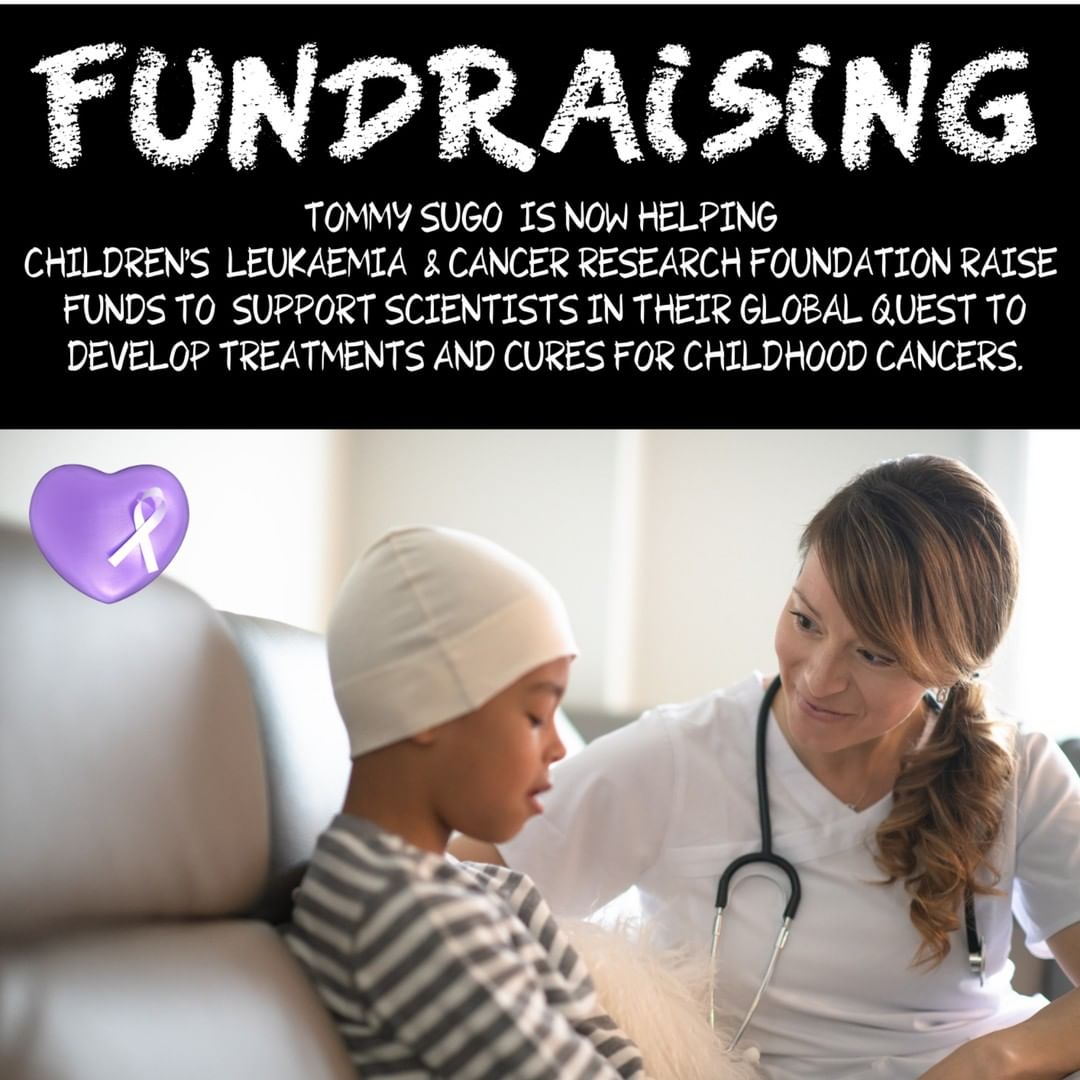 FUNDRAISING
TOMMY SUGO IS NOW HELPING
CHILDREN'S LEUKAEMIA & CANCER RESEARCH FOUNDATION RAISE
FUNDS TO SUPPORT SCIENTISTS IN THEIR GLOBAL QUEST TO
DEVELOP TREATMENTS AND CURES FOR CHILDHOOD CANCERS.